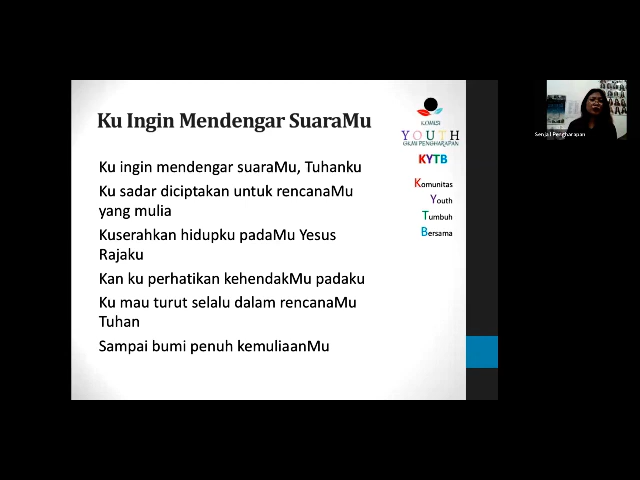 Ku Ingin Mendengar SuaraMu
Ku ingin mendengar suaraMu, Tuhanku
Ku sadar diciptakan untuk rencanaMu
yang mulia
Kuserahkan hidupku padaMu Yesus
Rajaku
Kan ku perhatikan kehendakMu padaku
Ku mau turut selalu dalam rencanaMu
Tuhan
Sampai bumi penuh kemuliaanMu
KOMISI
YOUTH
GKMI PENGHARAPAN
KYTB
Komunitas
Youth
Tumbuh
Bersama
Pengharapan